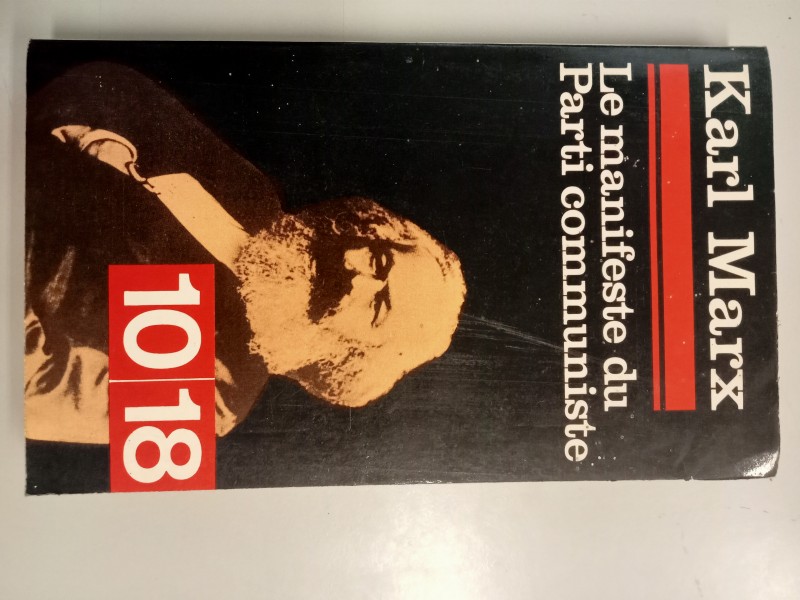 Karl Marx
Le manifeste du
Parti communiste
10 18